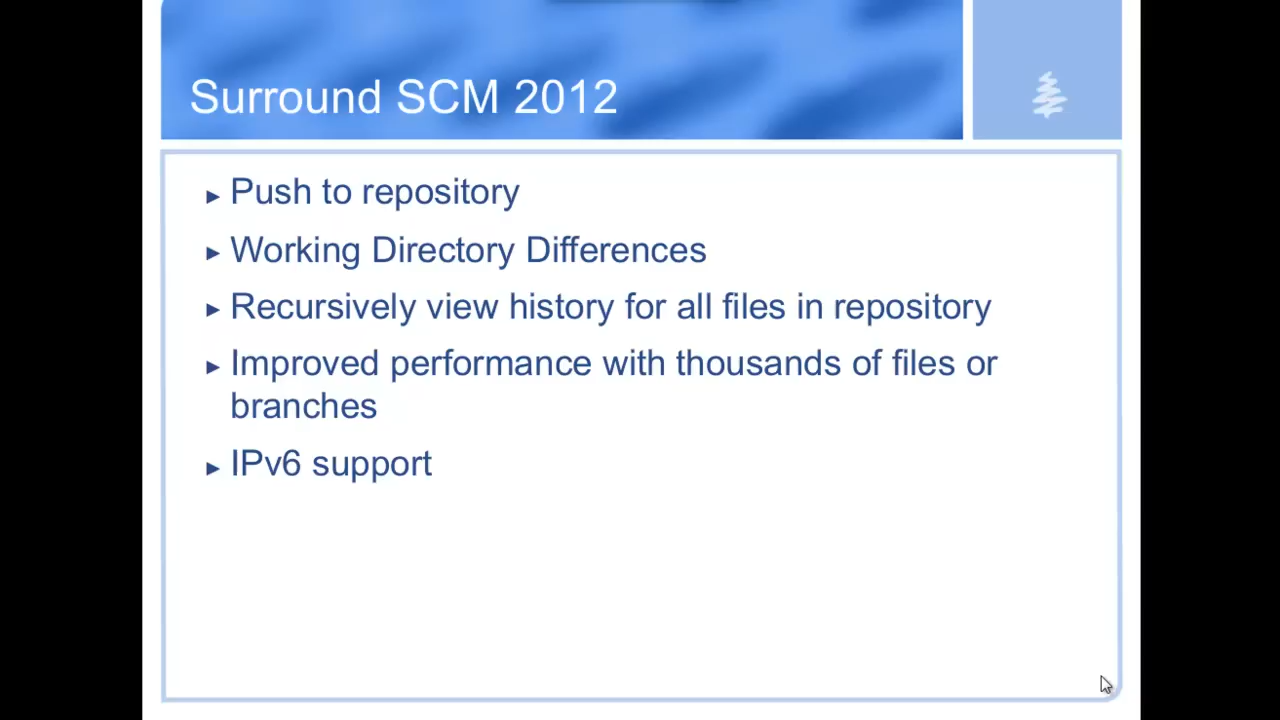 Surround SCM 2012
► Push to repository
► Working Directory Differences
► Recursively view history for all files in repository
► Improved performance with thousands of files or
branches
► IPv6 support